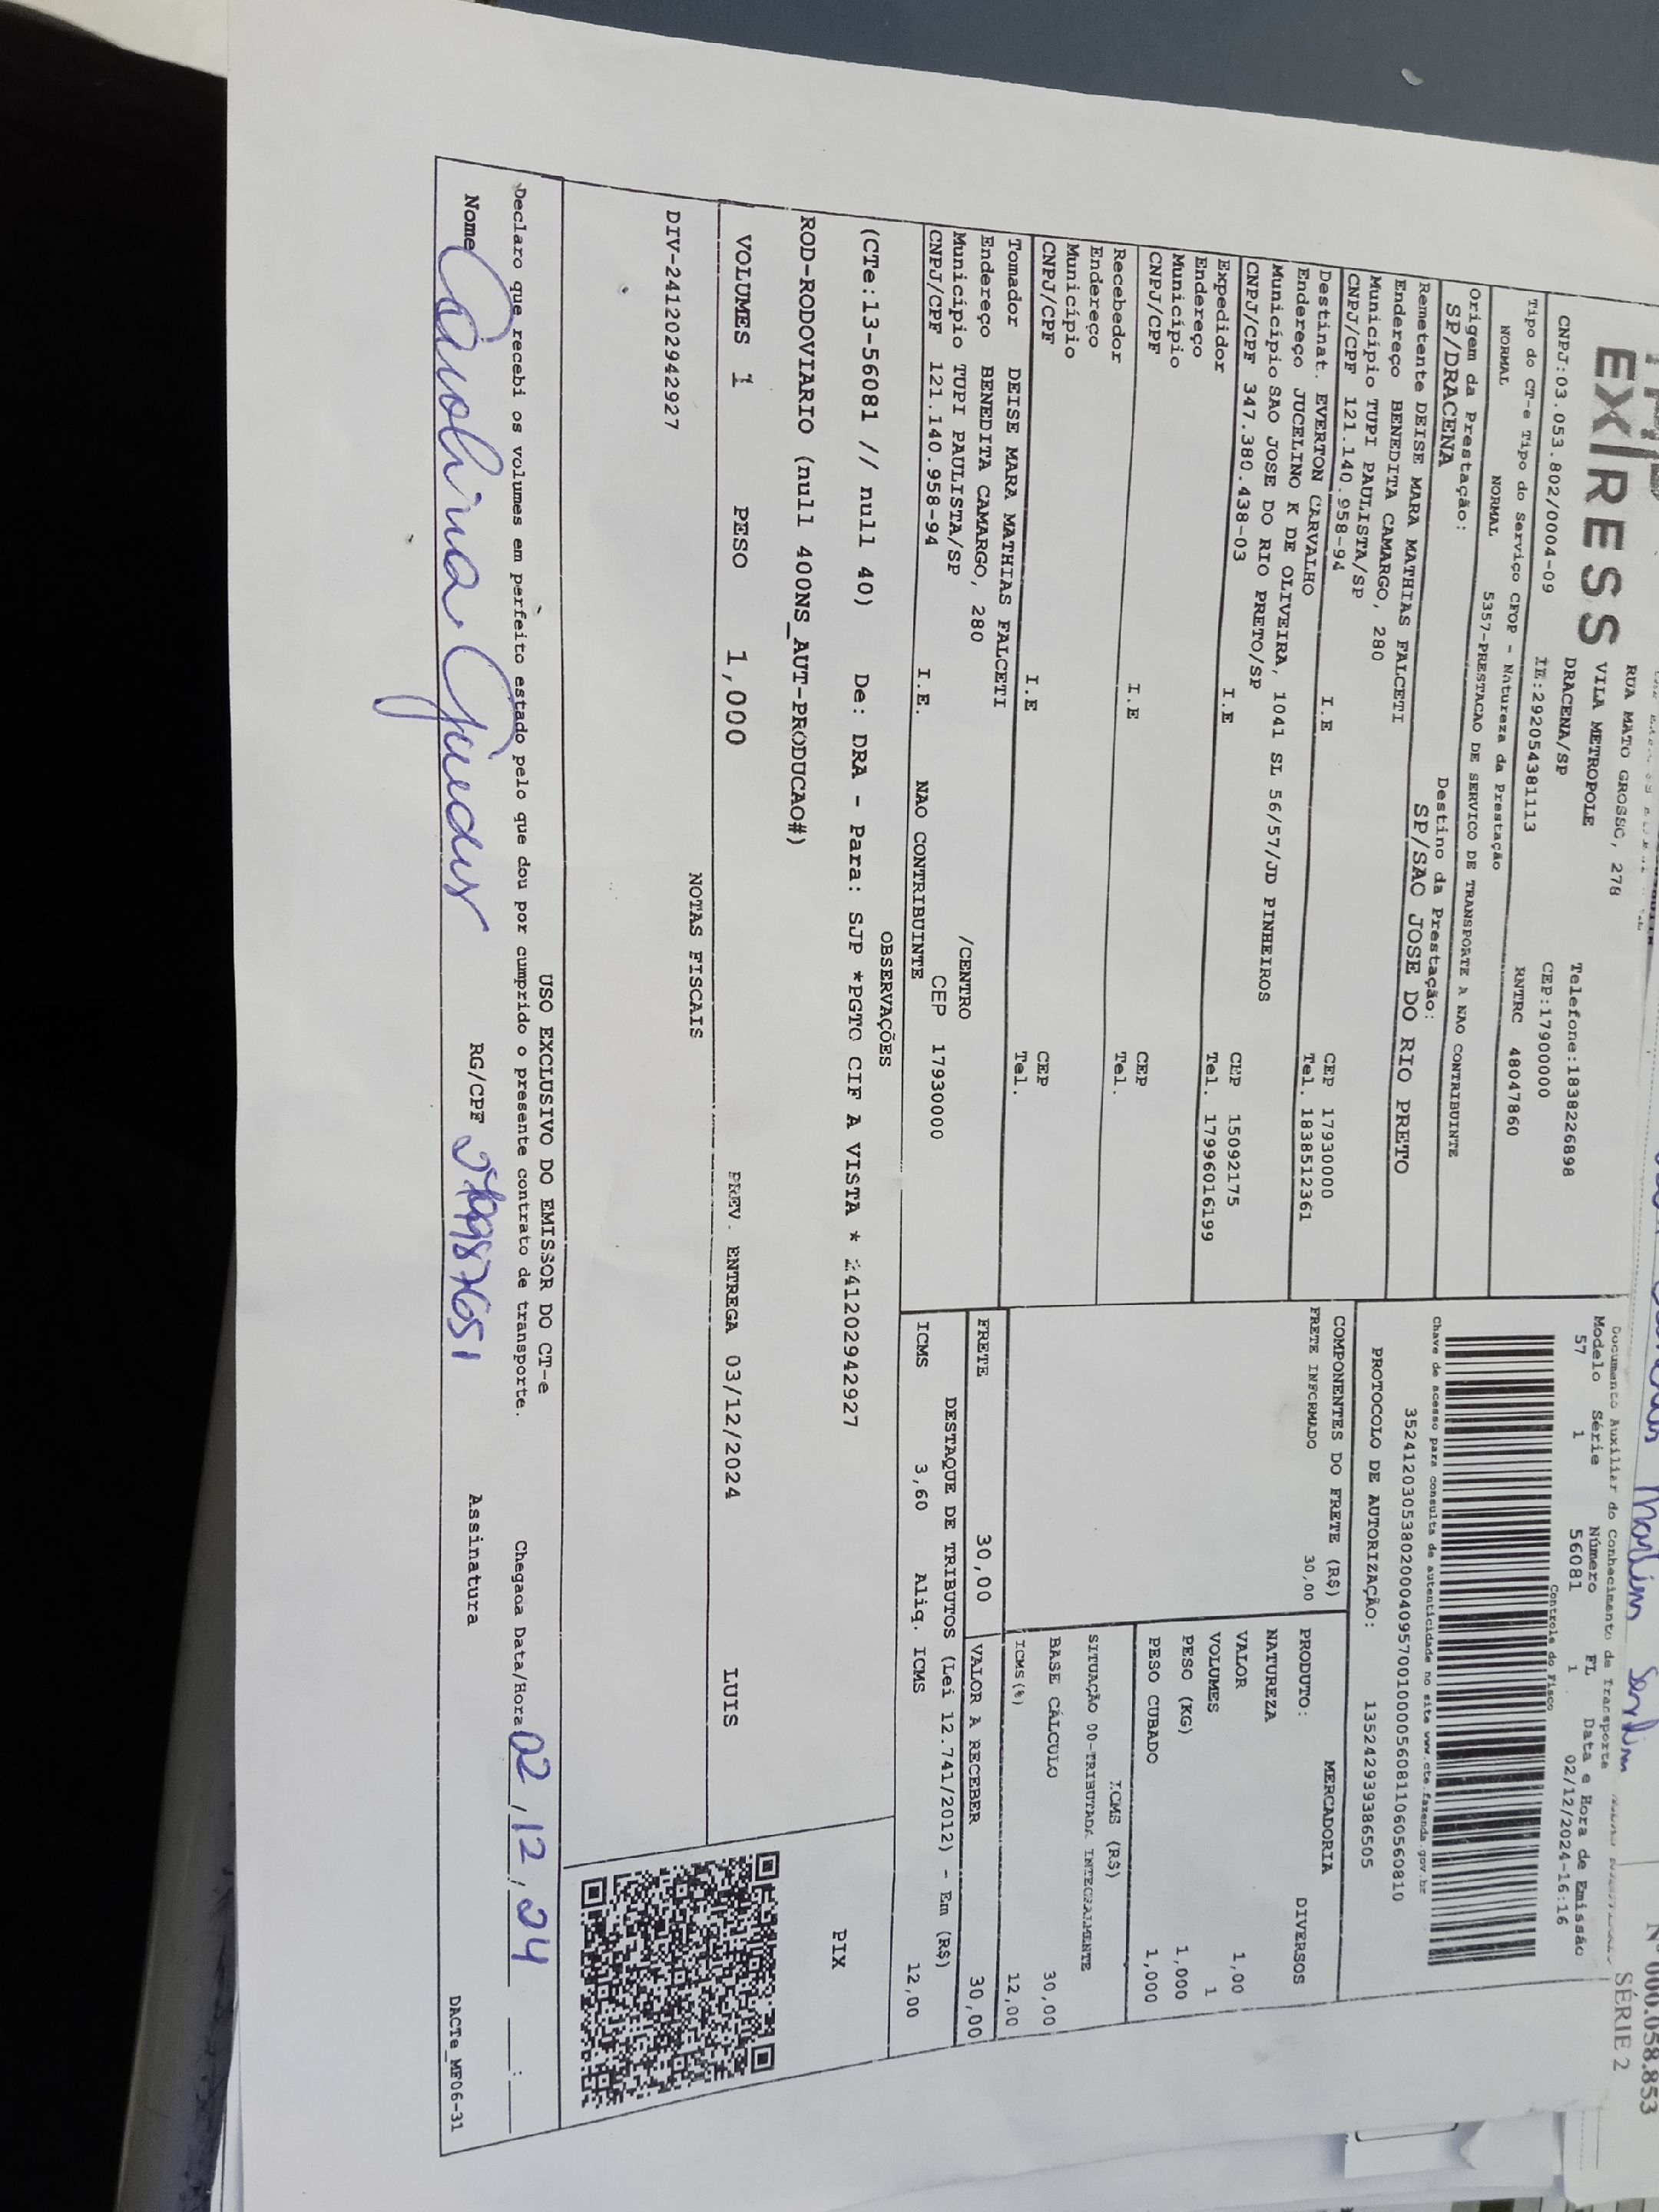 Nº 000.058.853
SÉRIE 2
EX/RESS
RUA MATO GROSSO, 278
VILA METROPOLE
DRACENA/SP
Telefone:1838226898
CEP:17900000
CNPJ:03.053.802/0004-09
IE:292054381113
RNTRC 48047860
Tipo do CT-e Tipo do Serviço CFOP - Natureza da Prestação
NORMAL NORMAL 5357-PRESTACAO DE SERVICO DE TRANSPORTE A NAO CONTRIBUINTE
Origem da Prestação:
SP/DRACENA
Destino da Prestação:
SP/SAO JOSE DO RIO PRETO
Documento Auxiliar do Conhecimento de Transporte
Modelo Série Número FL Data e Hora de Emissão
57 1 56081 1 02/12/2024-16:16
Controle do Fisco
Chave de acesso para consulta de autenticidade no site www.cte.fazenda.gov.br
35241203053802000409570010000560811060560810
PROTOCOLO DE AUTORIZAÇÃO: 135242939386505
Remetente DEISE MARA MATHIAS FALCETI
Endereço BENEDITA CAMARGO, 280
Município TUPI PAULISTA/SP CEP 17930000
CNPJ/CPF 121.140.958-94 I.E Tel. 1838512361
Destinat. EVERTON CARVALHO
Endereço JUCELINO K DE OLIVEIRA, 1041 SL 56/57/JD PINHEIROS
Município SAO JOSE DO RIO PRETO/SP CEP 15092175
CNPJ/CPF 347.380.438-03 I.E Tel. 17996016199
Expedidor
Endereço
Município CEP
CNPJ/CPF I.E Tel.
Recebedor
Endereço
Município CEP
CNPJ/CPF I.E Tel.
Tomador DEISE MARA MATHIAS FALCETI
Endereço BENEDITA CAMARGO, 280 /CENTRO
Município TUPI PAULISTA/SP CEP 17930000
CNPJ/CPF 121.140.958-94 I.E. NAO CONTRIBUINTE
COMPONENTES DO FRETE (R$)
FRETE INFORMADO 30,00
MERCADORIA
PRODUTO: DIVERSOS
NATUREZA
VALOR 1,00
VOLUMES 1
PESO (KG) 1,000
PESO CUBADO 1,000
ICMS (R$)
SITUAÇÃO 00-TRIBUTADA INTEGRALMENTE
BASE CÁLCULO 30,00
ICMS(%) 12,00
FRETE 30,00
VALOR A RECEBER 30,00
DESTAQUE DE TRIBUTOS (Lei 12.741/2012) - Em (R$)
ICMS 3,60 Aliq. ICMS 12,00
OBSERVAÇÕES
(CTe:13-56081 // null 40) De: DRA - Para: SJP *PGTO CIF A VISTA * 241202942927
ROD-RODOVIARIO (null 400NS_AUT-PRODUCAO#)
PIX
VOLUMES 1 PESO 1,000 PREV. ENTREGA 03/12/2024 LUIS
NOTAS FISCAIS
DIV-241202942927
USO EXCLUSIVO DO EMISSOR DO CT-e
Declaro que recebi os volumes em perfeito estado pelo que dou por cumprido o presente contrato de transporte. Chegada Data/Hora 02/12/24 __:__
Nome Carolina Guedes RG/CPF Assinatura
DACTe_MF06-31